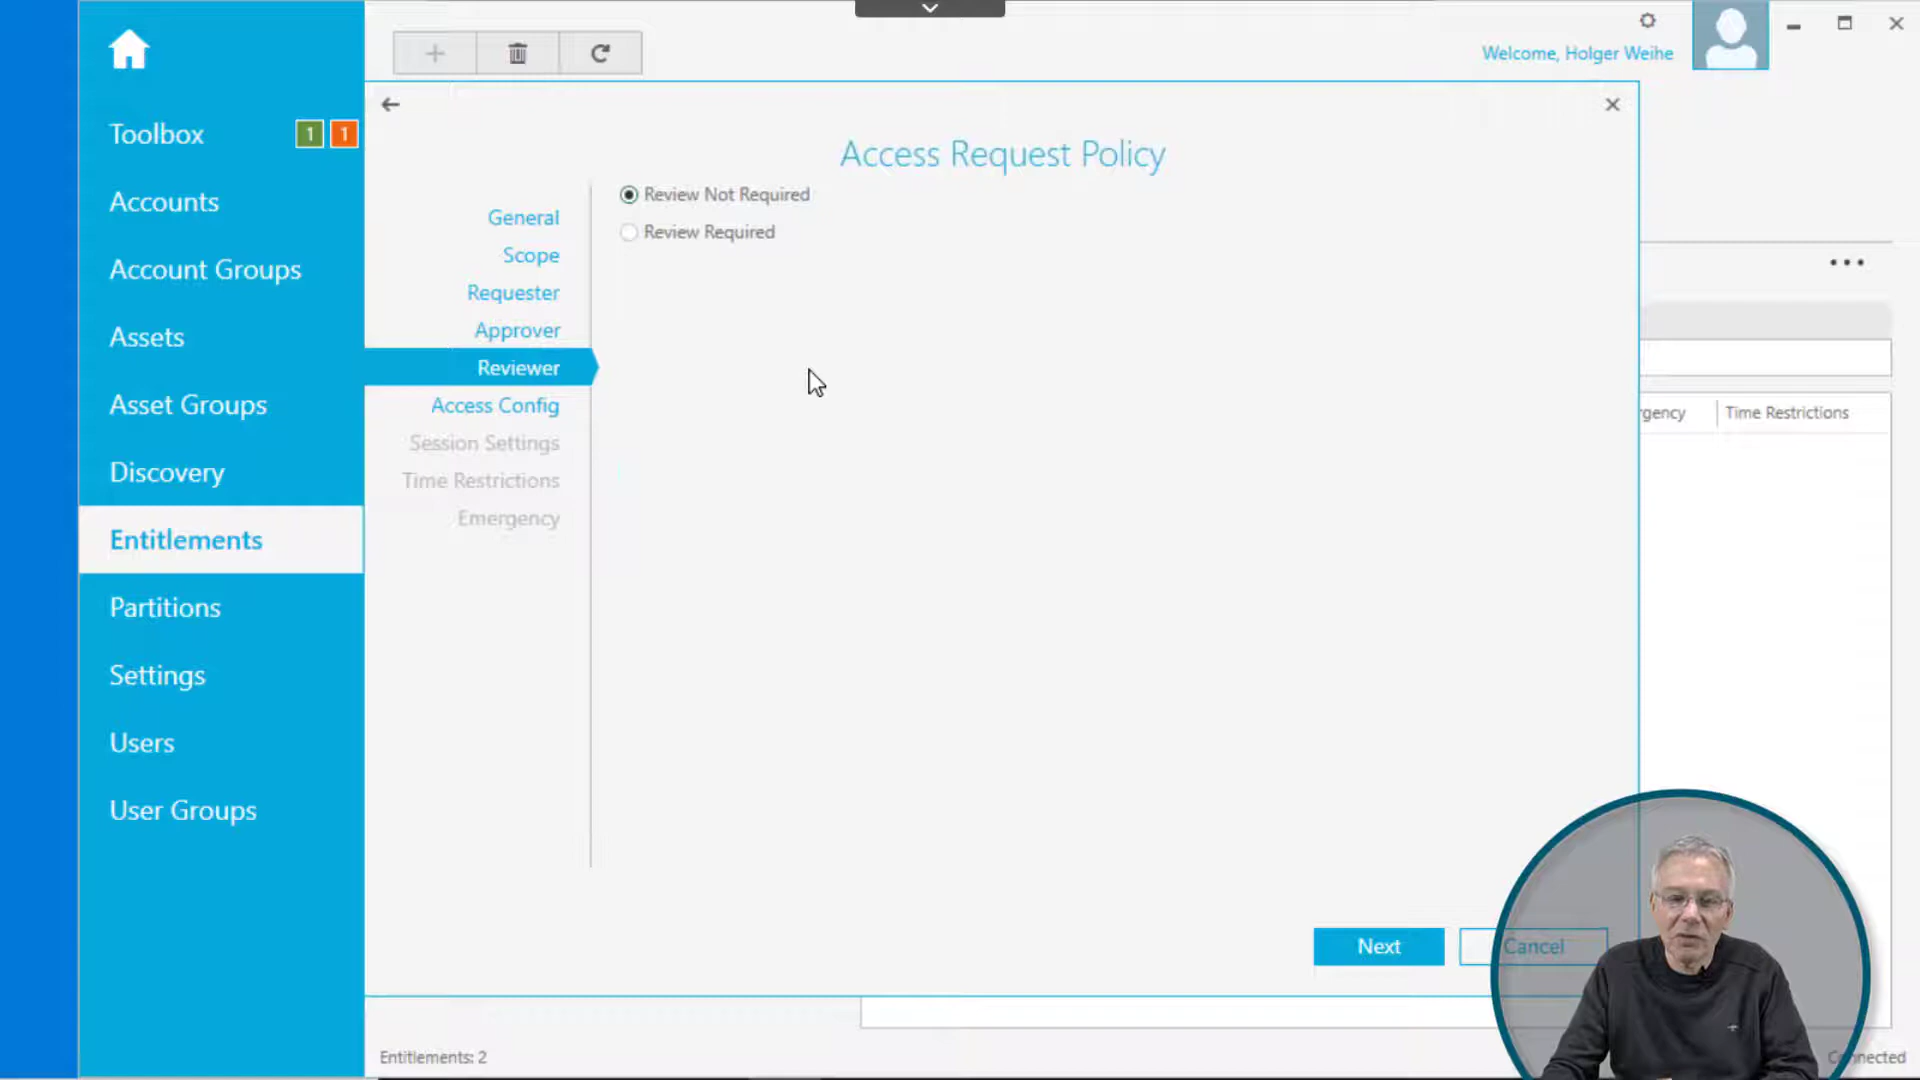 Welcome, Holger Weihe
Toolbox 1 1
Accounts
Account Groups
Assets
Asset Groups
Discovery
Entitlements
Partitions
Settings
Users
User Groups
Access Request Policy
General
Scope
Requester
Approver
Reviewer
Access Config
Session Settings
Time Restrictions
Emergency
Review Not Required
Review Required
rgency
Time Restrictions
Next
Cancel
Entitlements: 2
Connected